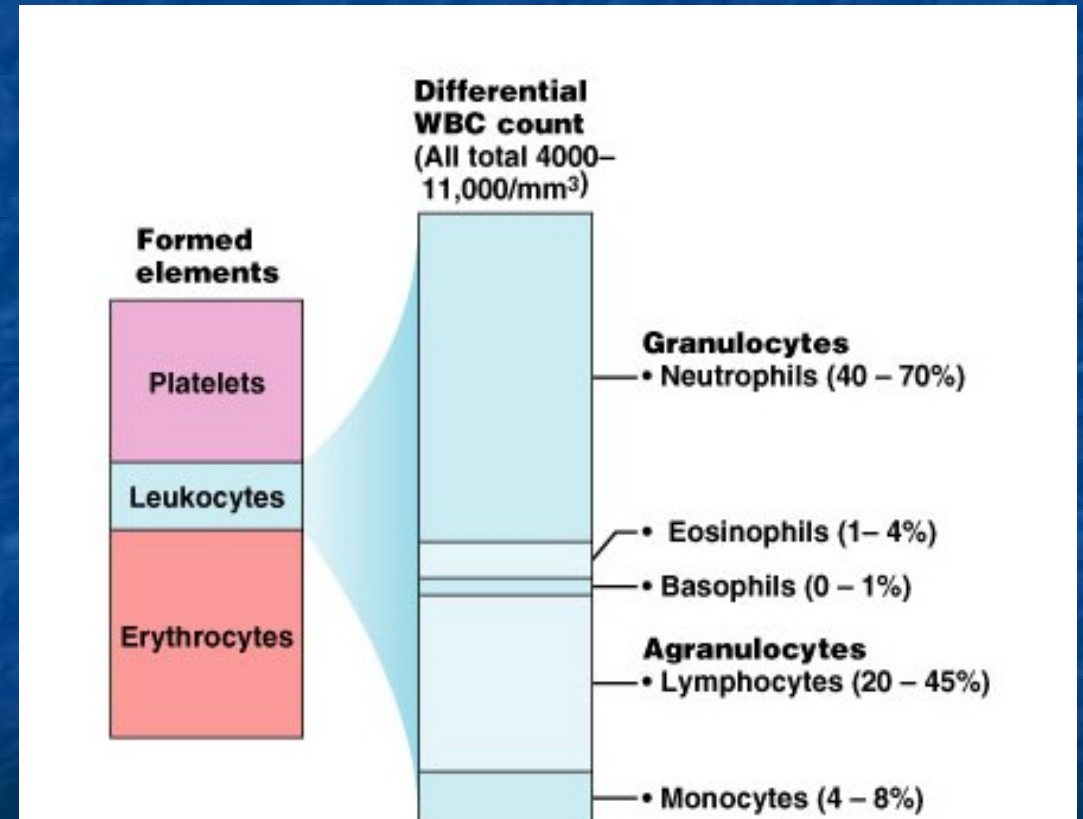 Differential
WBC count
(All total 4000–
11,000/mm³)
Formed
elements
Platelets
Leukocytes
Erythrocytes
Granulocytes
• Neutrophils (40 – 70%)
• Eosinophils (1– 4%)
• Basophils (0 – 1%)
Agranulocytes
• Lymphocytes (20 – 45%)
• Monocytes (4 – 8%)